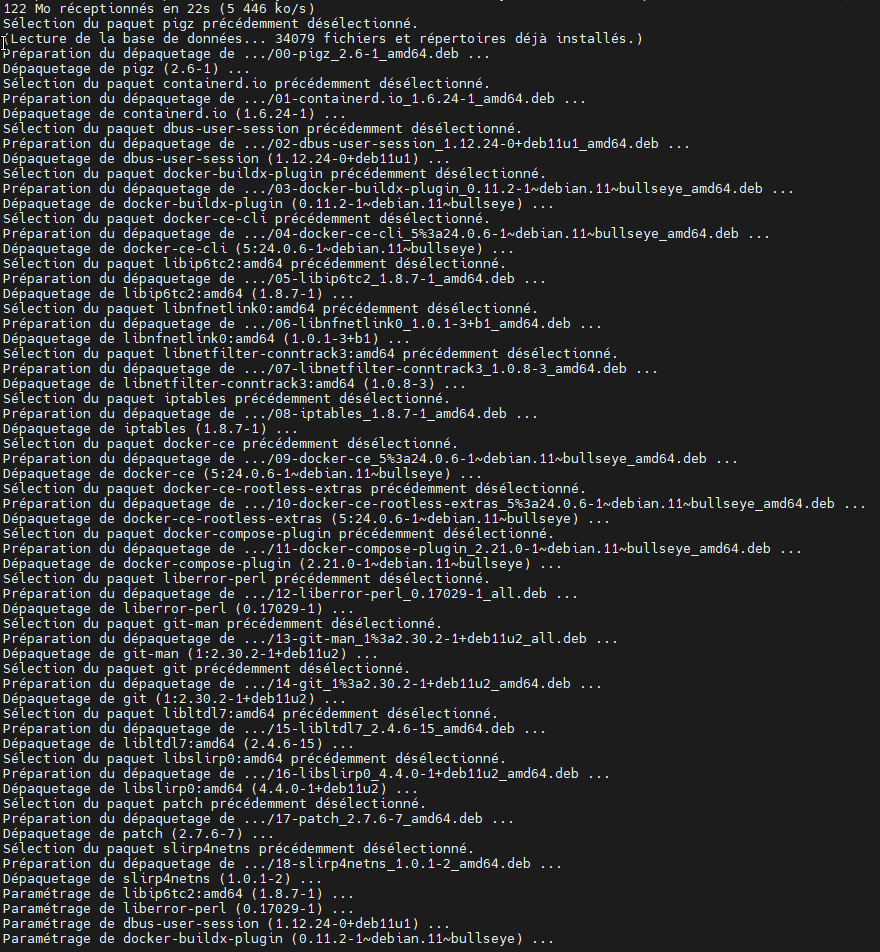 122 Mo réceptionnés en 22s (5 446 ko/s)
Sélection du paquet pigz précédemment désélectionné.
(Lecture de la base de données... 34079 fichiers et répertoires déjà installés.)
Préparation du dépaquetage de .../00-pigz_2.6-1_amd64.deb ...
Dépaquetage de pigz (2.6-1) ...
Sélection du paquet containerd.io précédemment désélectionné.
Préparation du dépaquetage de .../01-containerd.io_1.6.24-1_amd64.deb ...
Dépaquetage de containerd.io (1.6.24-1) ...
Sélection du paquet dbus-user-session précédemment désélectionné.
Préparation du dépaquetage de .../02-dbus-user-session_1.12.24-0+deb11u1_amd64.deb ...
Dépaquetage de dbus-user-session (1.12.24-0+deb11u1) ...
Sélection du paquet docker-buildx-plugin précédemment désélectionné.
Préparation du dépaquetage de .../03-docker-buildx-plugin_0.11.2-1~debian.11~bullseye_amd64.deb ...
Dépaquetage de docker-buildx-plugin (0.11.2-1~debian.11~bullseye) ...
Sélection du paquet docker-ce-cli précédemment désélectionné.
Préparation du dépaquetage de .../04-docker-ce-cli_5%3a24.0.6-1~debian.11~bullseye_amd64.deb ...
Dépaquetage de docker-ce-cli (5:24.0.6-1~debian.11~bullseye) ...
Sélection du paquet libip6tc2:amd64 précédemment désélectionné.
Préparation du dépaquetage de .../05-libip6tc2_1.8.7-1_amd64.deb ...
Dépaquetage de libip6tc2:amd64 (1.8.7-1) ...
Sélection du paquet libnfnetlink0:amd64 précédemment désélectionné.
Préparation du dépaquetage de .../06-libnfnetlink0_1.0.1-3+b1_amd64.deb ...
Dépaquetage de libnfnetlink0:amd64 (1.0.1-3+b1) ...
Sélection du paquet libnetfilter-conntrack3:amd64 précédemment désélectionné.
Préparation du dépaquetage de .../07-libnetfilter-conntrack3_1.0.8-3_amd64.deb ...
Dépaquetage de libnetfilter-conntrack3:amd64 (1.0.8-3) ...
Sélection du paquet iptables précédemment désélectionné.
Préparation du dépaquetage de .../08-iptables_1.8.7-1_amd64.deb ...
Dépaquetage de iptables (1.8.7-1) ...
Sélection du paquet docker-ce précédemment désélectionné.
Préparation du dépaquetage de .../09-docker-ce_5%3a24.0.6-1~debian.11~bullseye_amd64.deb ...
Dépaquetage de docker-ce (5:24.0.6-1~debian.11~bullseye) ...
Sélection du paquet docker-ce-rootless-extras précédemment désélectionné.
Préparation du dépaquetage de .../10-docker-ce-rootless-extras_5%3a24.0.6-1~debian.11~bullseye_amd64.deb ...
Dépaquetage de docker-ce-rootless-extras (5:24.0.6-1~debian.11~bullseye) ...
Sélection du paquet docker-compose-plugin précédemment désélectionné.
Préparation du dépaquetage de .../11-docker-compose-plugin_2.21.0-1~debian.11~bullseye_amd64.deb ...
Dépaquetage de docker-compose-plugin (2.21.0-1~debian.11~bullseye) ...
Sélection du paquet liberror-perl précédemment désélectionné.
Préparation du dépaquetage de .../12-liberror-perl_0.17029-1_all.deb ...
Dépaquetage de liberror-perl (0.17029-1) ...
Sélection du paquet git-man précédemment désélectionné.
Préparation du dépaquetage de .../13-git-man_1%3a2.30.2-1+deb11u2_all.deb ...
Dépaquetage de git-man (1:2.30.2-1+deb11u2) ...
Sélection du paquet git précédemment désélectionné.
Préparation du dépaquetage de .../14-git_1%3a2.30.2-1+deb11u2_amd64.deb ...
Dépaquetage de git (1:2.30.2-1+deb11u2) ...
Sélection du paquet libltdl7:amd64 précédemment désélectionné.
Préparation du dépaquetage de .../15-libltdl7_2.4.6-15_amd64.deb ...
Dépaquetage de libltdl7:amd64 (2.4.6-15) ...
Sélection du paquet libslirp0:amd64 précédemment désélectionné.
Préparation du dépaquetage de .../16-libslirp0_4.4.0-1+deb11u2_amd64.deb ...
Dépaquetage de libslirp0:amd64 (4.4.0-1+deb11u2) ...
Sélection du paquet patch précédemment désélectionné.
Préparation du dépaquetage de .../17-patch_2.7.6-7_amd64.deb ...
Dépaquetage de patch (2.7.6-7) ...
Sélection du paquet slirp4netns précédemment désélectionné.
Préparation du dépaquetage de .../18-slirp4netns_1.0.1-2_amd64.deb ...
Dépaquetage de slirp4netns (1.0.1-2) ...
Paramétrage de libip6tc2:amd64 (1.8.7-1) ...
Paramétrage de liberror-perl (0.17029-1) ...
Paramétrage de dbus-user-session (1.12.24-0+deb11u1) ...
Paramétrage de docker-buildx-plugin (0.11.2-1~debian.11~bullseye) ...